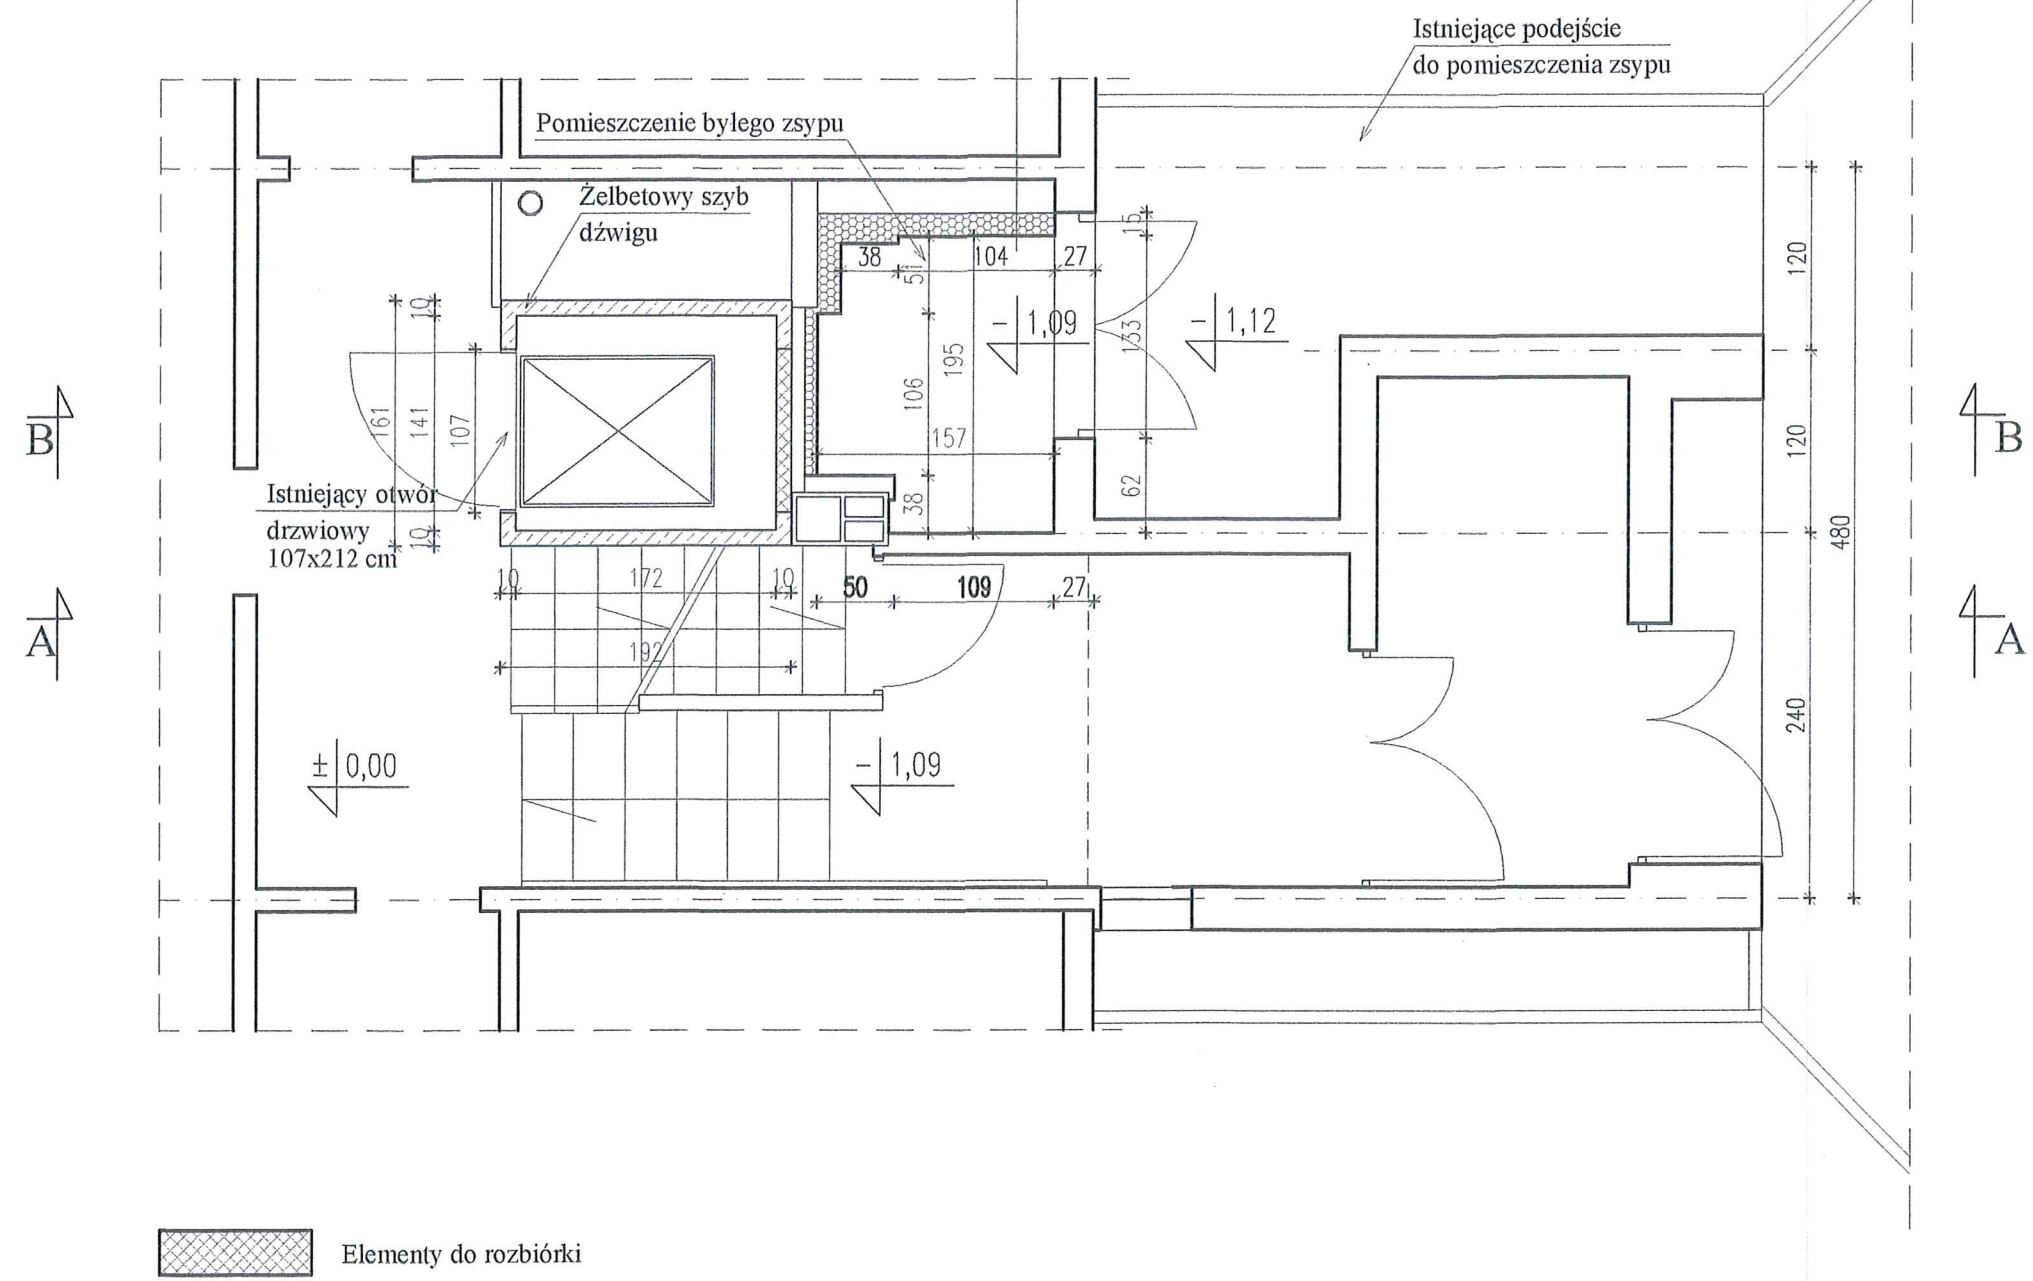 Istniejące podejście
do pomieszczenia zsypu
Pomieszczenie byłego zsypu
Żelbetowy szyb
dźwigu
15
38
104
27
51
120
10
- 1,09
- 1,12
133
195
106
161
141
107
157
120
B
B
Istniejący otwór
drzwiowy
107x212 cm
38
62
10
480
10
172
10
50
109
27
A
A
192
240
± 0,00
- 1,09
Elementy do rozbiórki